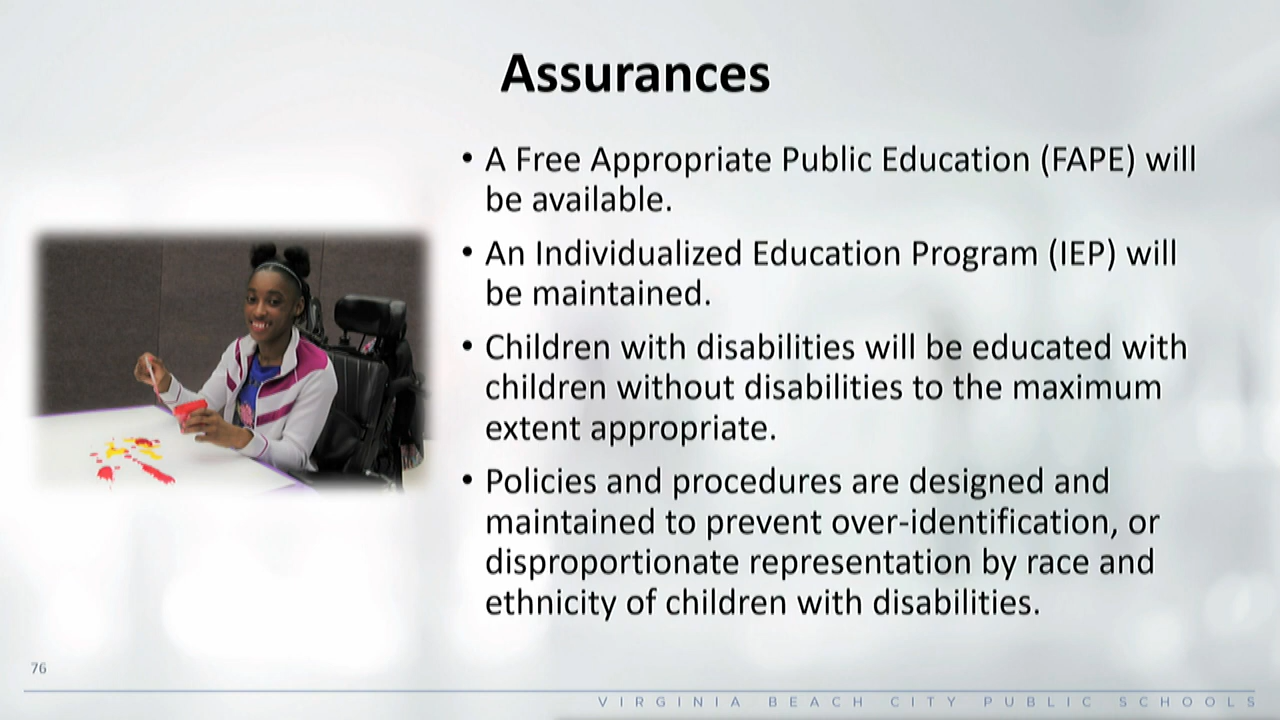 Assurances
• A Free Appropriate Public Education (FAPE) will
be available.
• An Individualized Education Program (IEP) will
be maintained.
• Children with disabilities will be educated with
children without disabilities to the maximum
extent appropriate.
• Policies and procedures are designed and
maintained to prevent over-identification, or
disproportionate representation by race and
ethnicity of children with disabilities.
76
VIRGINIA BEACH CITY PUBLIC SCHOOLS